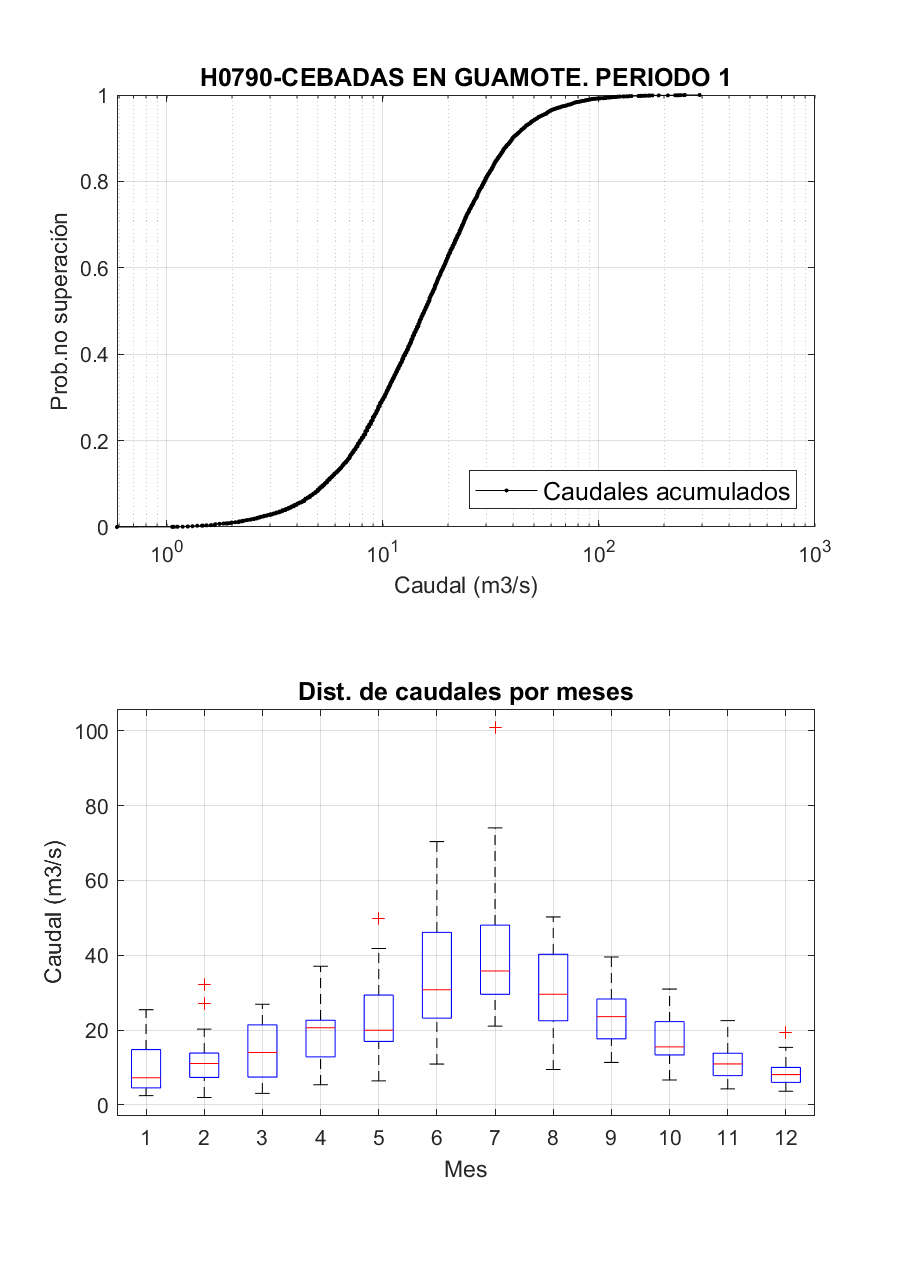 H0790-CEBADAS EN GUAMOTE. PERIODO 1
1
0.8
0.6
0.4
0.2
0
Prob.no superación
Caudales acumulados
10^0 10^1 10^2 10^3
Caudal (m3/s)
Dist. de caudales por meses
100
80
60
40
20
0
Caudal (m3/s)
1 2 3 4 5 6 7 8 9 10 11 12
Mes